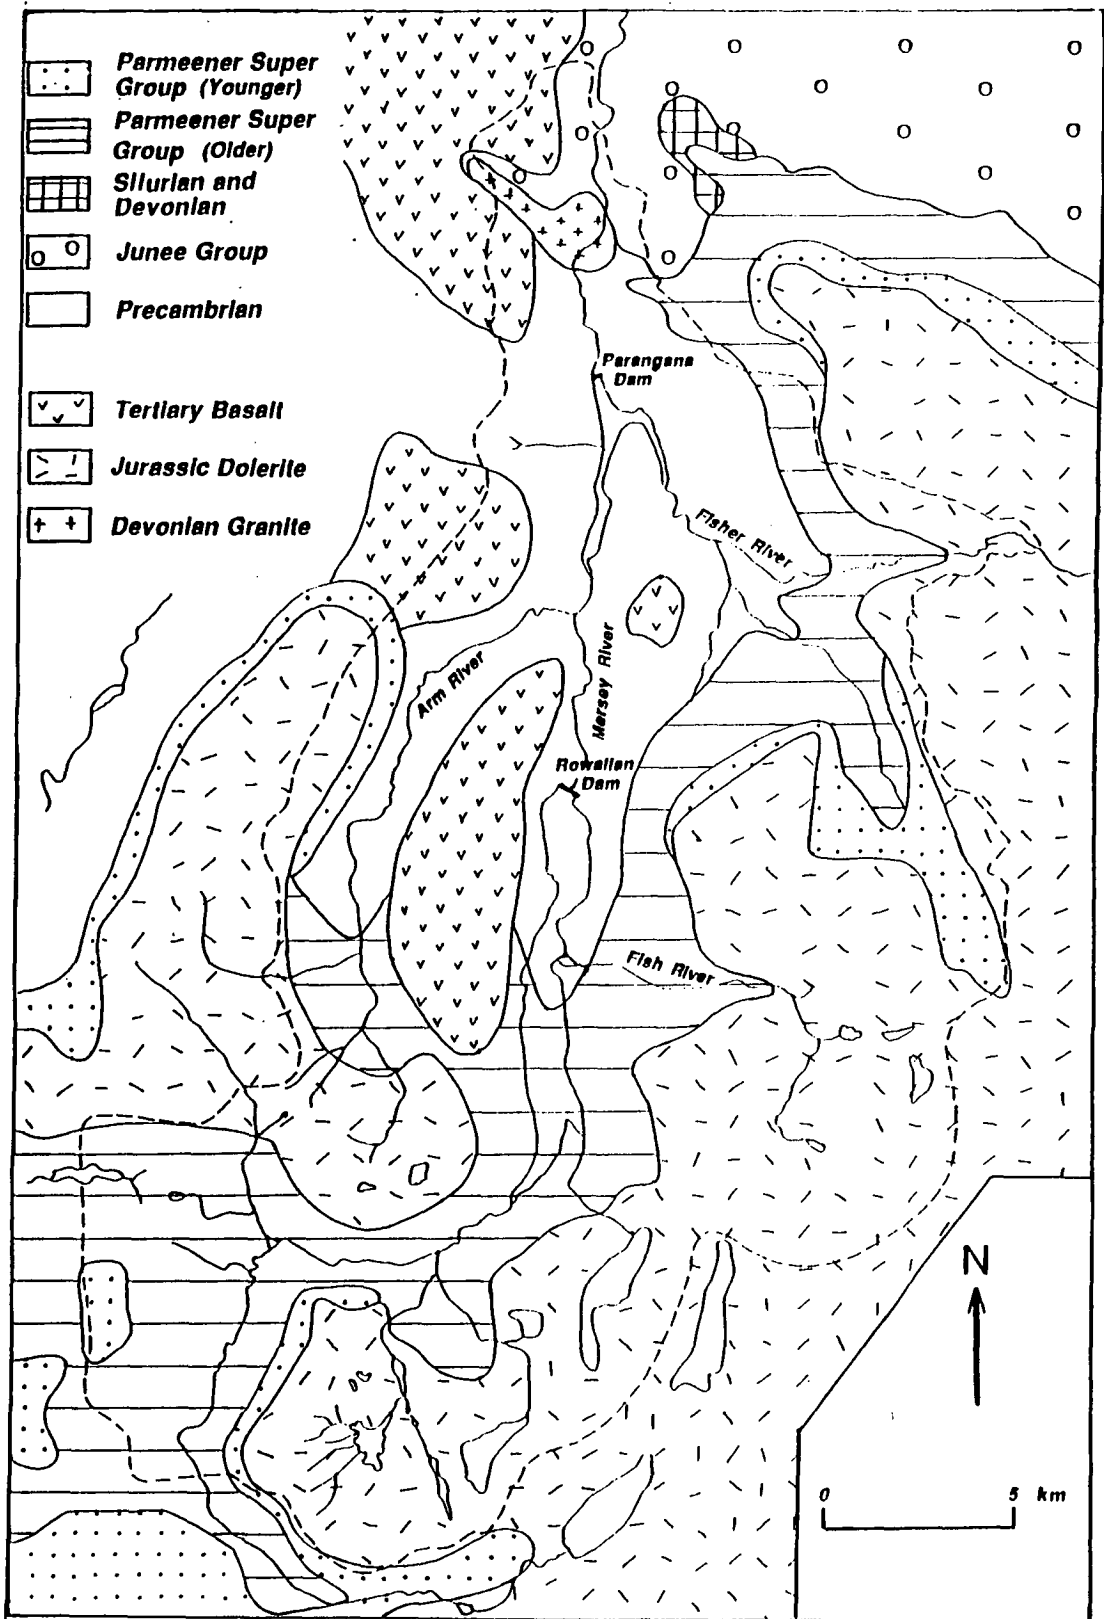 Parmeener Super
Group (Younger)
Parmeener Super
Group (Older)
Silurian and
Devonian
Junee Group
Precambrian
Tertiary Basalt
Jurassic Dolerite
Devonian Granite
Parangana
Dam
Fisher River
Arm River
Mersey River
Rowallan
Dam
Fish River
N
0 5 km